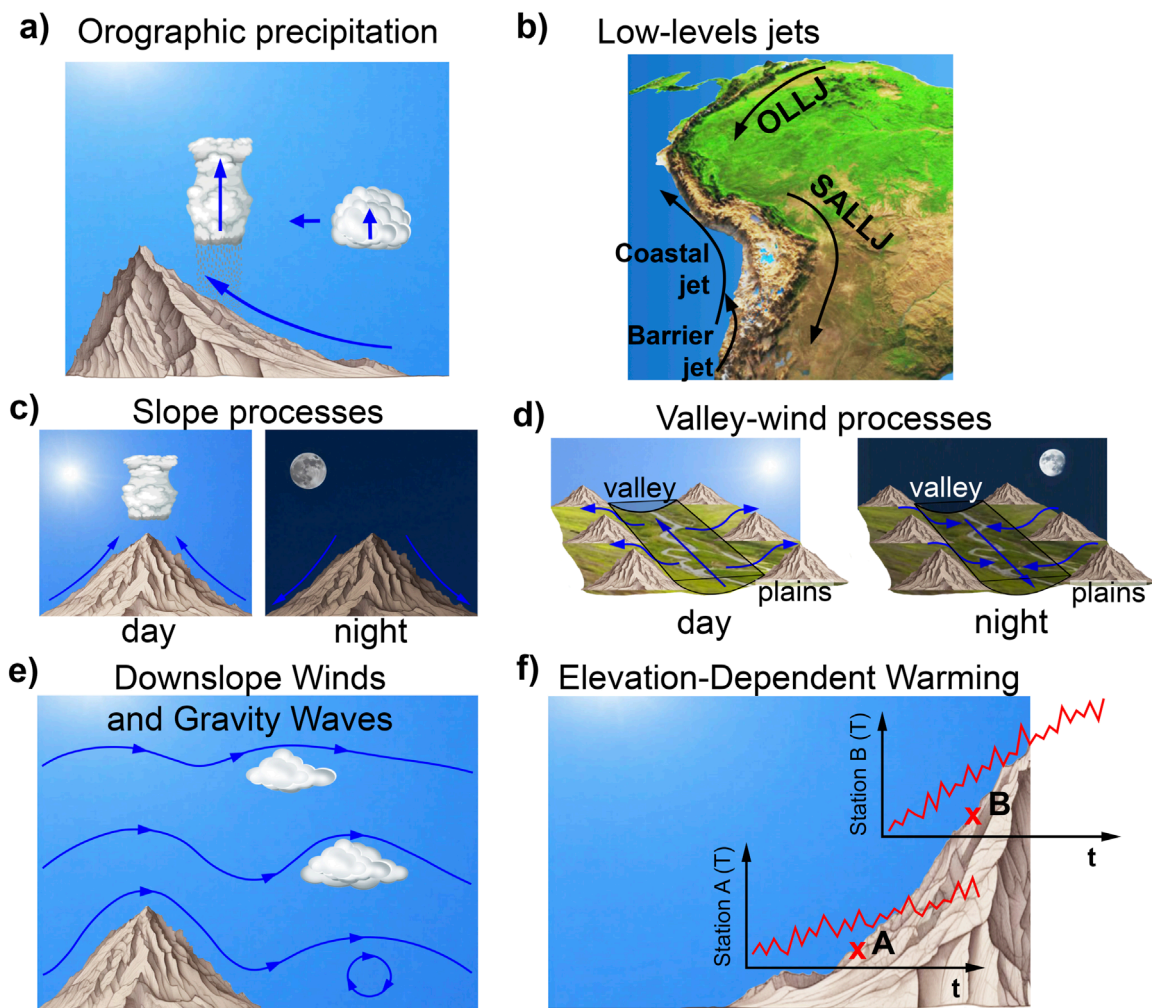 a) Orographic precipitation
b) Low-levels jets
OLLJ
SALLJ
Coastal
jet
Barrier
jet
c) Slope processes
day
night
d) Valley-wind processes
valley
plains
day
valley
plains
night
e) Downslope Winds
and Gravity Waves
f) Elevation-Dependent Warming
Station B (T)
X B
t
Station A (T)
X A
t